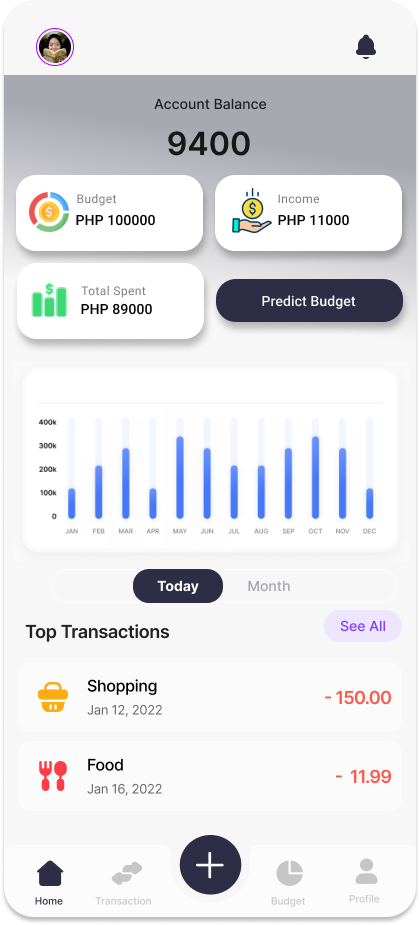 Account Balance
9400
Budget
PHP 100000
Income
PHP 11000
Total Spent
PHP 89000
Predict Budget
400k
300k
200k
100k
0
JAN FEB MAR APR MAY JUN JUL AUG SEP OCT NOV DEC
Today Month
Top Transactions See All
Shopping
Jan 12, 2022
- 150.00
Food
Jan 16, 2022
- 11.99
Home Transaction Budget Profile